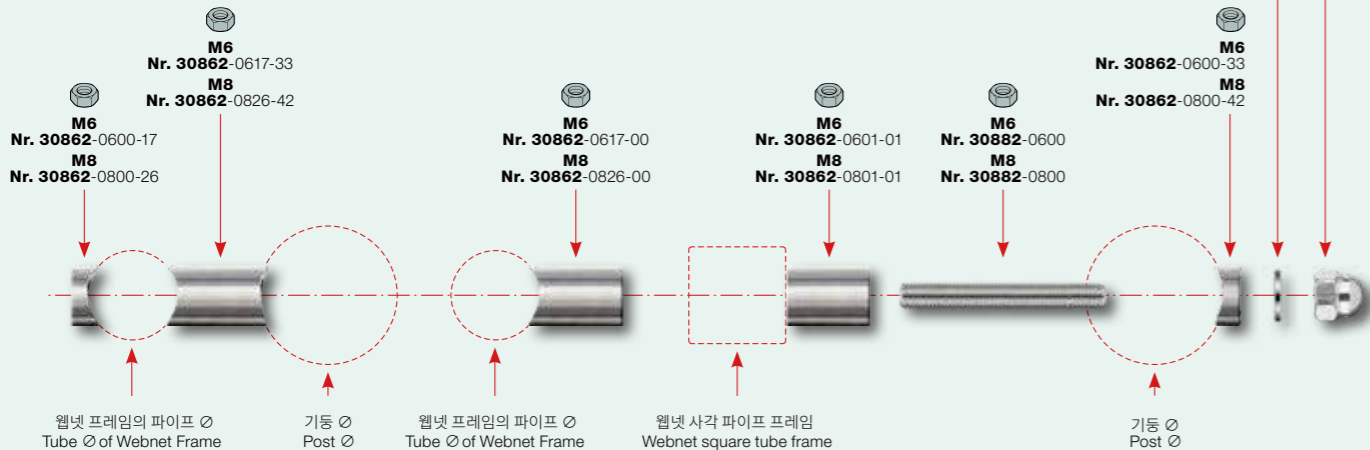 M6
Nr. 30862-0617-33
M8
Nr. 30862-0826-42
M6
Nr. 30862-0600-33
M8
Nr. 30862-0800-42
M6
Nr. 30862-0600-17
M8
Nr. 30862-0800-26
M6
Nr. 30862-0617-00
M8
Nr. 30862-0826-00
M6
Nr. 30862-0601-01
M8
Nr. 30862-0801-01
M6
Nr. 30882-0600
M8
Nr. 30882-0800
웹넷 프레임의 파이프 Ø
Tube Ø of Webnet Frame
기둥 Ø
Post Ø
웹넷 프레임의 파이프 Ø
Tube Ø of Webnet Frame
웹넷 사각 파이프 프레임
Webnet square tube frame
기둥 Ø
Post Ø